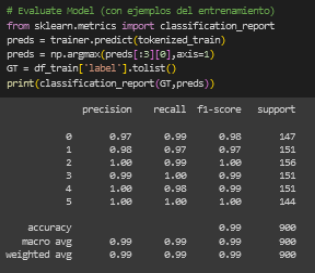 # Evaluate Model (con ejemplos del entrenamiento)
from sklearn.metrics import classification_report
preds = trainer.predict(tokenized_train)
preds = np.argmax(preds[:3][0],axis=1)
GT = df_train['label'].tolist()
print(classification_report(GT,preds))
precision recall f1-score support
0 0.97 0.99 0.98 147
1 0.98 0.97 0.97 151
2 1.00 0.99 1.00 156
3 0.99 1.00 0.99 151
4 1.00 0.98 0.99 151
5 1.00 1.00 1.00 144
accuracy 0.99 900
macro avg 0.99 0.99 0.99 900
weighted avg 0.99 0.99 0.99 900